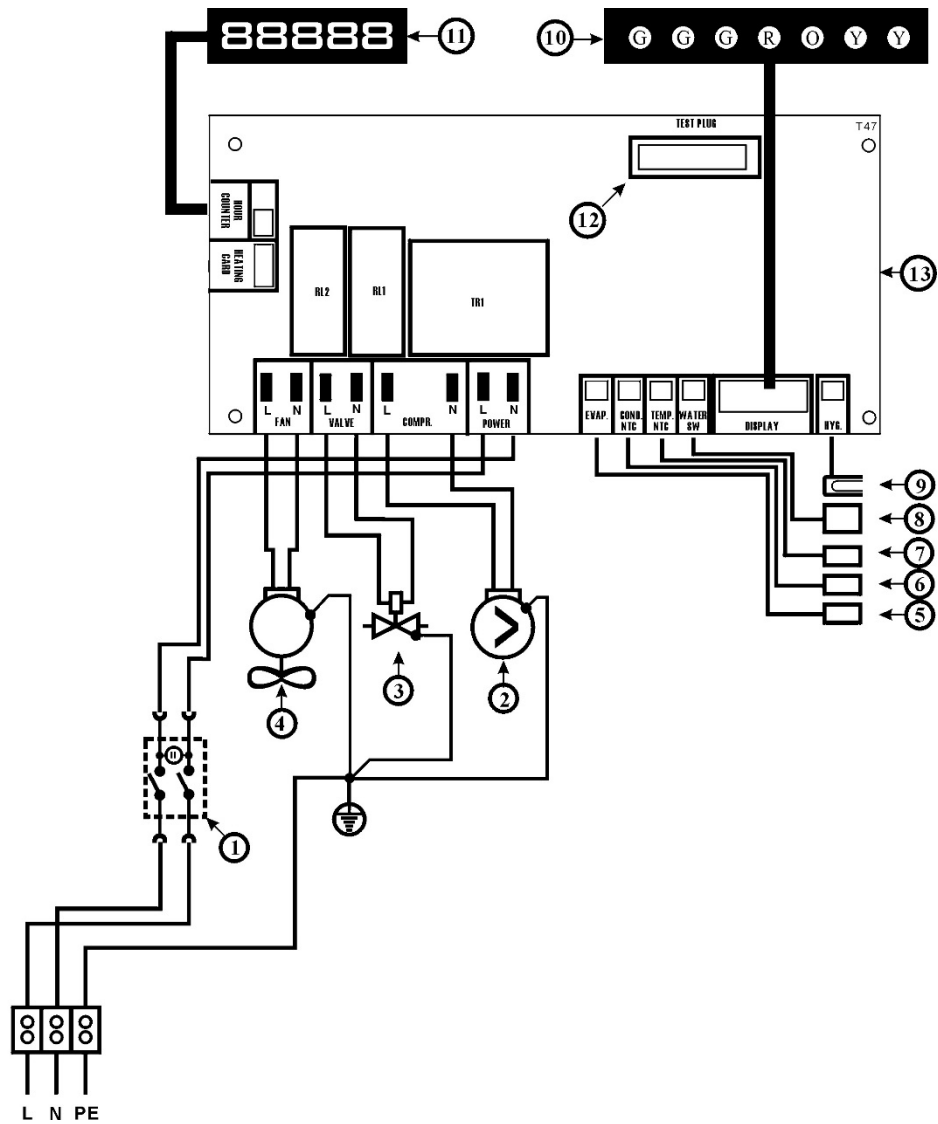 88888
11
10
G G G R O Y Y
TEST PLUG
T47
12
HOUR
COUNTER
HEATING
CARD
13
RL2
RL1
TR1
L N
FAN
L N
VALVE
L N
COMPR.
L N
POWER
EVAP.
COND.
NTC
TEMP.
NTC
WATER
SW
DISPLAY
HYG.
9
8
7
6
5
4
3
2
1
L N PE